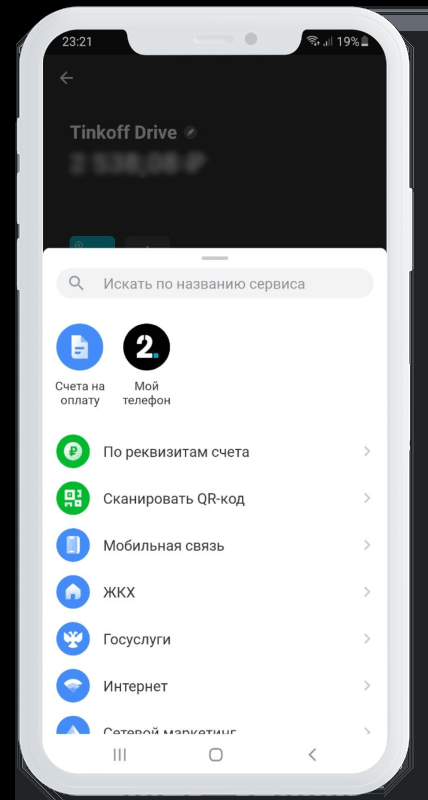 23:21
19%
Tinkoff Drive
Искать по названию сервиса
2.
Счета на
оплату
Мой
телефон
По реквизитам счета
Сканировать QR-код
Мобильная связь
ЖКХ
Госуслуги
Интернет
Сетевой маркетинг